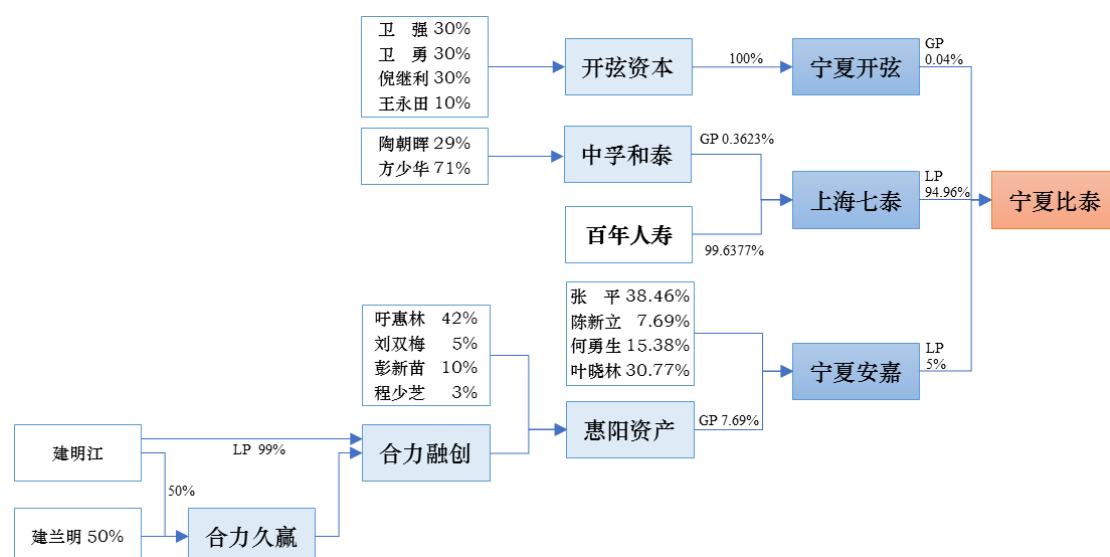 卫 强 30%
卫 勇 30%
倪继利 30%
王永田 10%
开弦资本
100%
宁夏开弦
GP
0.04%
陶朝晖 29%
方少华 71%
中孚和泰
GP 0.3623%
百年人寿
99.6377%
上海七泰
LP
94.96%
宁夏比泰
吁惠林 42%
刘双梅 5%
彭新苗 10%
程少芝 3%
张 平 38.46%
陈新立 7.69%
何勇生 15.38%
叶晓林 30.77%
宁夏安嘉
LP
5%
惠阳资产
GP 7.69%
建明江
LP 99%
合力融创
50%
建兰明 50%
合力久赢